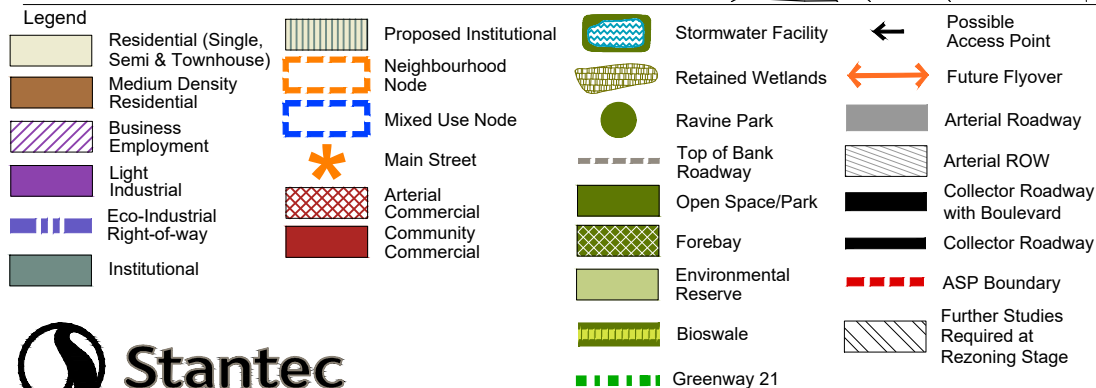 Legend
Residential (Single,
Semi & Townhouse)
Medium Density
Residential
Business
Employment
Light
Industrial
Eco-Industrial
Right-of-way
Institutional
Proposed Institutional
Neighbourhood
Node
Mixed Use Node
Main Street
Arterial
Commercial
Community
Commercial
Stormwater Facility
Retained Wetlands
Ravine Park
Top of Bank
Roadway
Open Space/Park
Forebay
Environmental
Reserve
Bioswale
Greenway 21
Possible
Access Point
Future Flyover
Arterial Roadway
Arterial ROW
Collector Roadway
with Boulevard
Collector Roadway
ASP Boundary
Further Studies
Required at
Rezoning Stage
Stantec